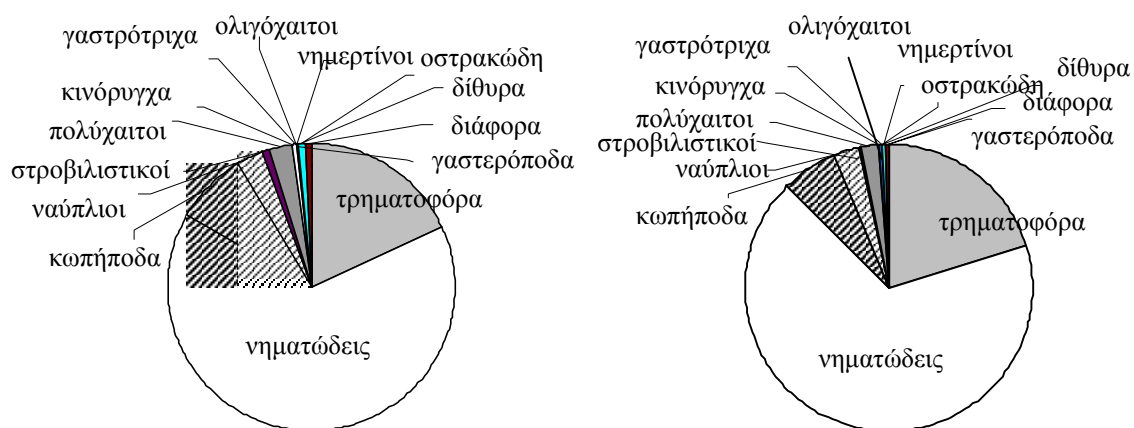 ολιγόχαιτοι
γαστρότριχα
νημερτίνοι
οστρακώδη
κινόρυγχα
δίθυρα
πολύχαιτοι
διάφορα
στροβιλιστικοί
γαστερόποδα
ναύπλιοι
τρηματοφόρα
κωπήποδα
νηματώδεις
ολιγόχαιτοι
γαστρότριχα
νημερτίνοι
δίθυρα
κινόρυγχα
οστρακώδη
διάφορα
πολύχαιτοι
γαστερόποδα
στροβιλιστικοί
ναύπλιοι
κωπήποδα
τρηματοφόρα
νηματώδεις